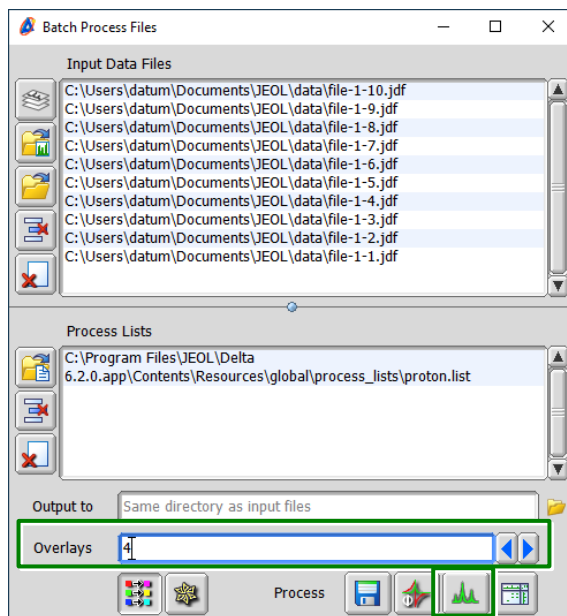 Batch Process Files
Input Data Files
C:\Users\datum\Documents\JEOL\data\file-1-10.jdf
C:\Users\datum\Documents\JEOL\data\file-1-9.jdf
C:\Users\datum\Documents\JEOL\data\file-1-8.jdf
C:\Users\datum\Documents\JEOL\data\file-1-7.jdf
C:\Users\datum\Documents\JEOL\data\file-1-6.jdf
C:\Users\datum\Documents\JEOL\data\file-1-5.jdf
C:\Users\datum\Documents\JEOL\data\file-1-4.jdf
C:\Users\datum\Documents\JEOL\data\file-1-3.jdf
C:\Users\datum\Documents\JEOL\data\file-1-2.jdf
C:\Users\datum\Documents\JEOL\data\file-1-1.jdf
Process Lists
C:\Program Files\JEOL\Delta
6.2.0.app\Contents\Resources\global\process_lists\proton.list
Output to Same directory as input files
Overlays 4
Process